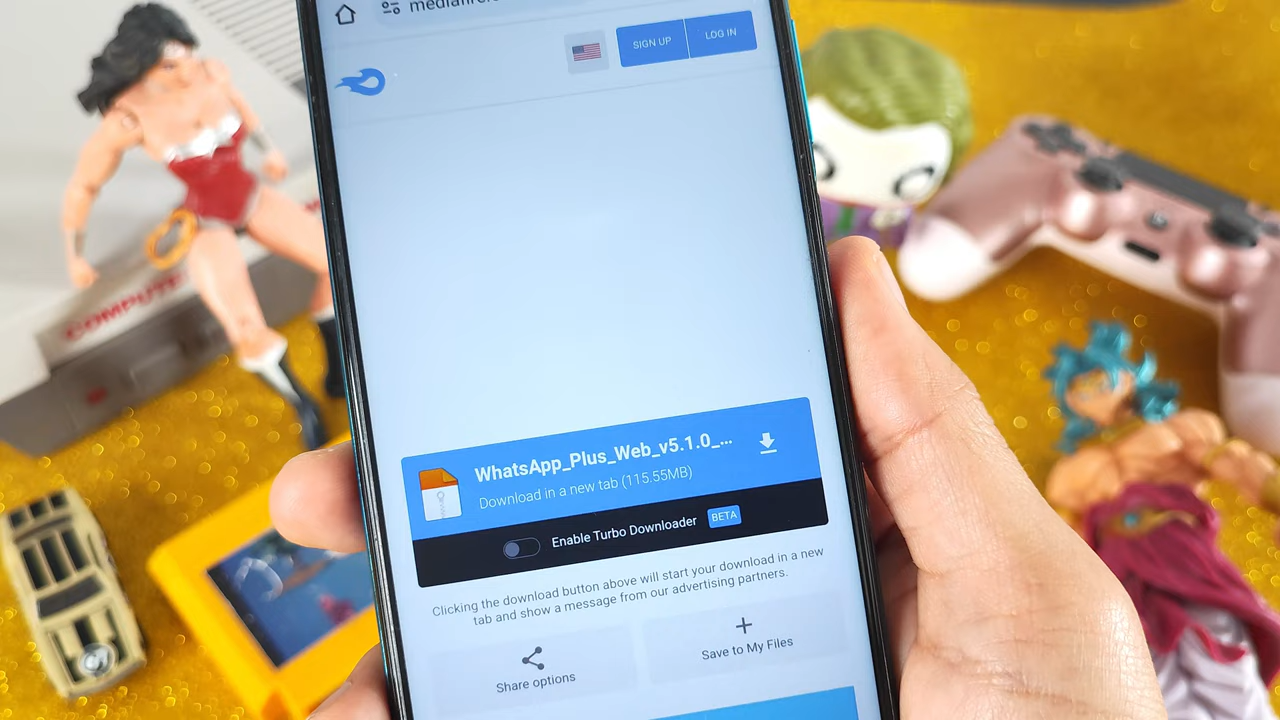 SIGN UP
LOG IN
WhatsApp_Plus_Web_v5.1.0_...
Download in a new tab (115.55MB)
Enable Turbo Downloader BETA
Clicking the download button above will start your download in a new
tab and show a message from our advertising partners.
Share options
Save to My Files
COMPUTE